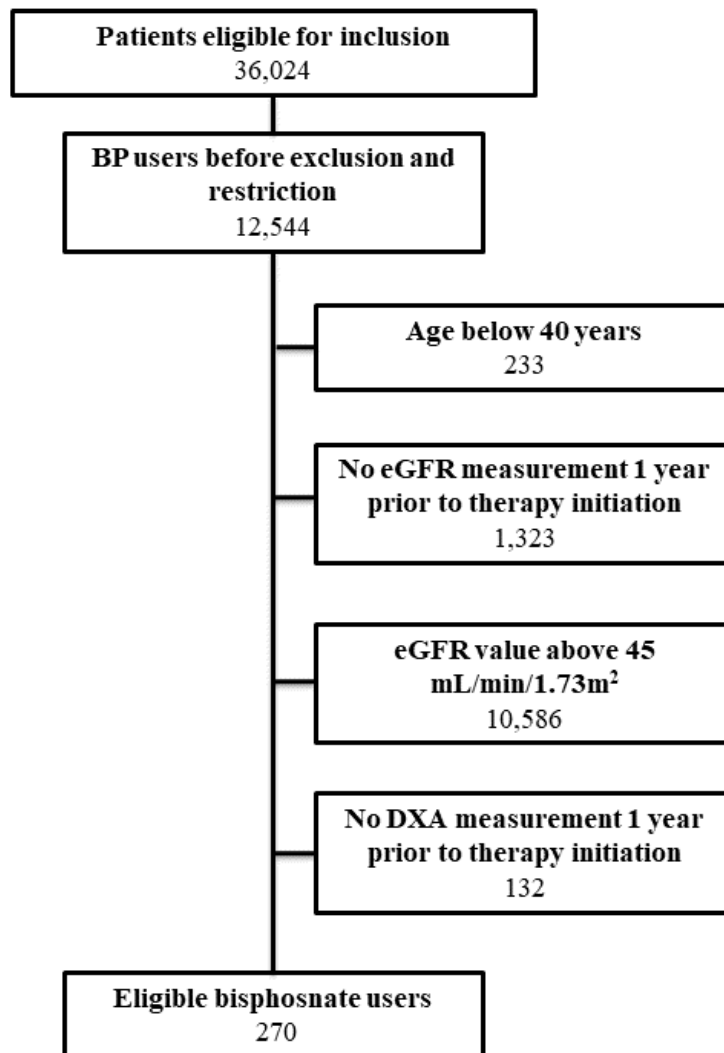 Patients eligible for inclusion
36,024
BP users before exclusion and
restriction
12,544
Age below 40 years
233
No eGFR measurement 1 year
prior to therapy initiation
1,323
eGFR value above 45
mL/min/1.73m²
10,586
No DXA measurement 1 year
prior to therapy initiation
132
Eligible bisphosnate users
270